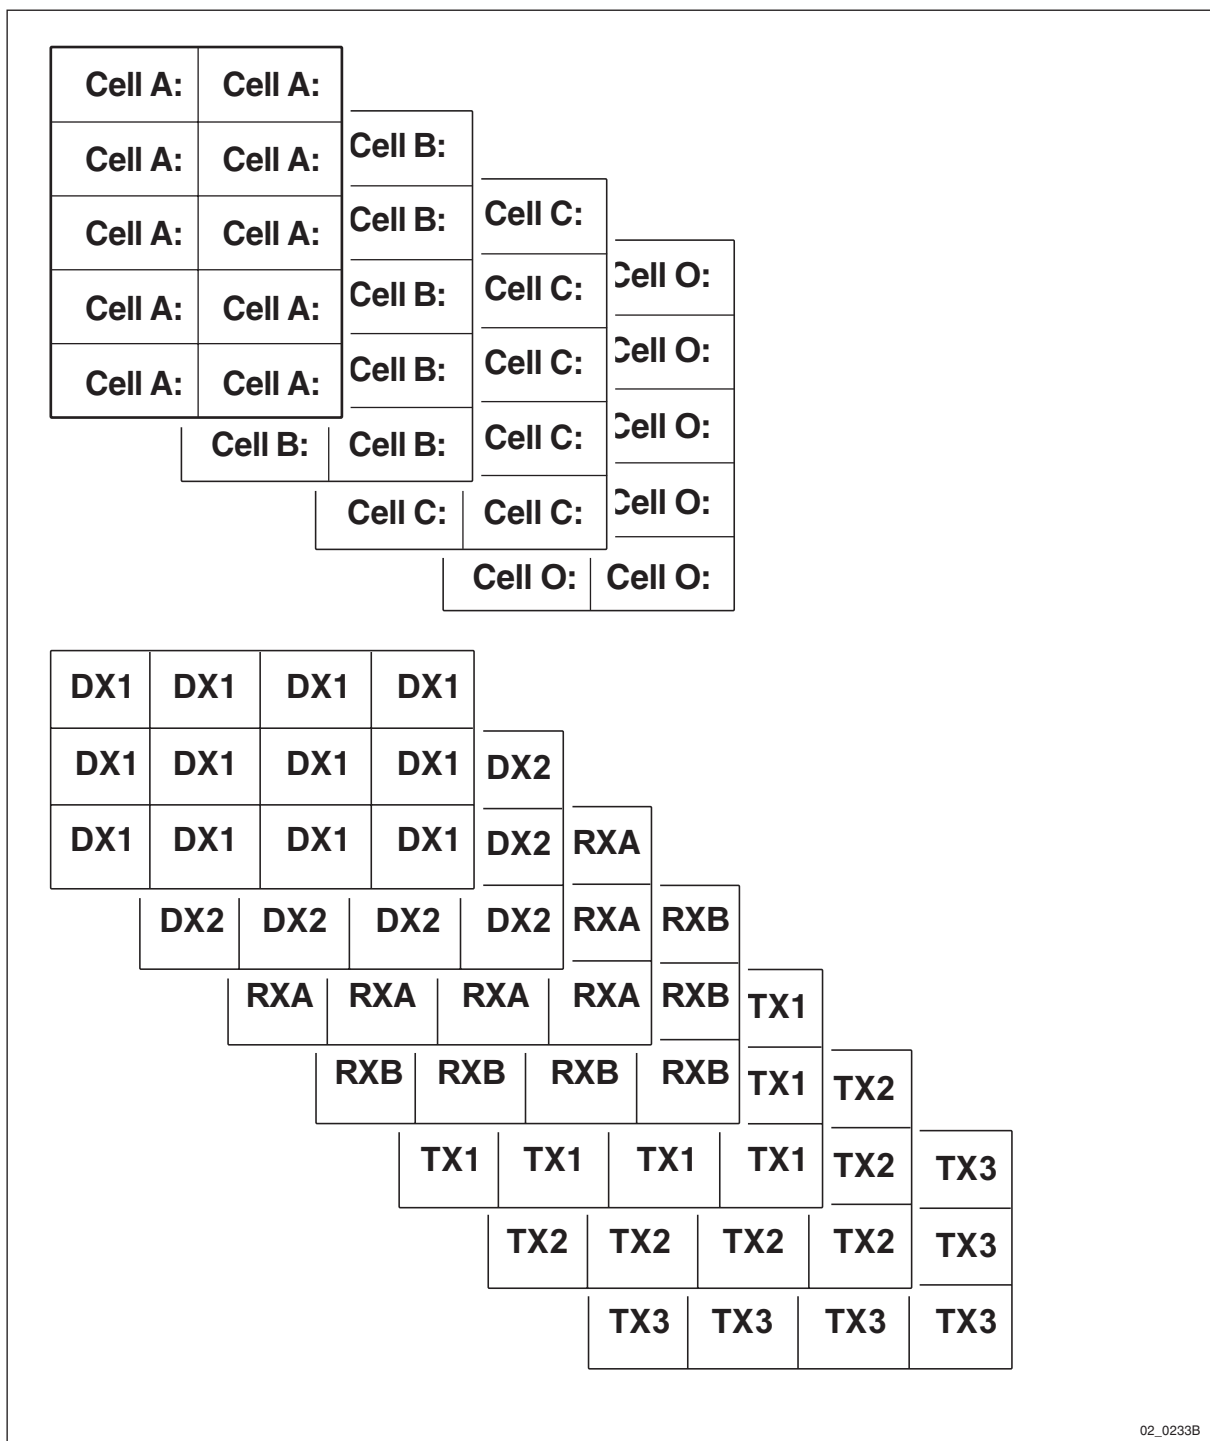 Cell A: Cell A:
Cell A: Cell A:
Cell A: Cell A:
Cell A: Cell A:
Cell A: Cell A:
Cell B:
Cell B:
Cell B:
Cell B:
Cell B: Cell B:
Cell C:
Cell C:
Cell C:
Cell C:
Cell C: Cell C:
Cell O:
Cell O:
Cell O:
Cell O:
Cell O: Cell O:
DX1 DX1 DX1 DX1
DX1 DX1 DX1 DX1
DX1 DX1 DX1 DX1
DX2
DX2
DX2 DX2 DX2 DX2
RXA
RXA
RXA RXA RXA RXA
RXB
RXB
RXB RXB RXB RXB
TX1
TX1
TX1 TX1 TX1 TX1
TX2
TX2
TX2 TX2 TX2 TX2
TX3
TX3
TX3 TX3 TX3 TX3
02_0233B